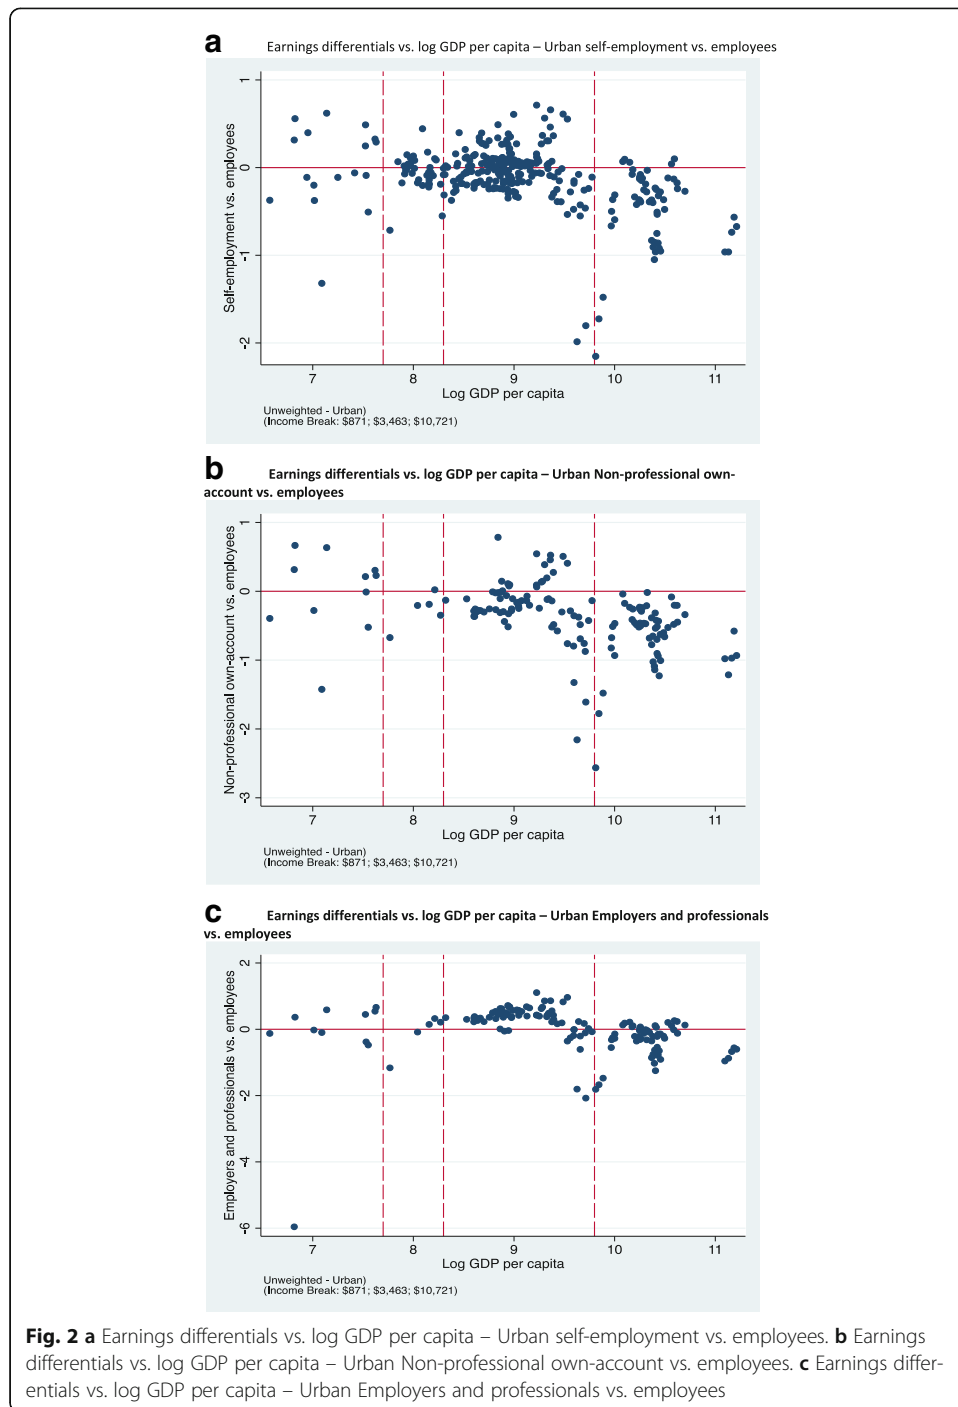 a Earnings differentials vs. log GDP per capita – Urban self-employment vs. employees
Self-employment vs. employees
1
0
-1
-2
7 8 9 10 11
Log GDP per capita
Unweighted - Urban)
(Income Break: $871; $3,463; $10,721)
b Earnings differentials vs. log GDP per capita – Urban Non-professional own-
account vs. employees
Non-professional own-account vs. employees
1
0
-1
-2
-3
7 8 9 10 11
Log GDP per capita
Unweighted - Urban)
(Income Break: $871; $3,463; $10,721)
c Earnings differentials vs. log GDP per capita – Urban Employers and professionals
vs. employees
Employers and professionals vs. employees
2
0
-2
-4
-6
7 8 9 10 11
Log GDP per capita
Unweighted - Urban)
(Income Break: $871; $3,463; $10,721)
Fig. 2 a Earnings differentials vs. log GDP per capita – Urban self-employment vs. employees. b Earnings
differentials vs. log GDP per capita – Urban Non-professional own-account vs. employees. c Earnings differ-
entials vs. log GDP per capita – Urban Employers and professionals vs. employees